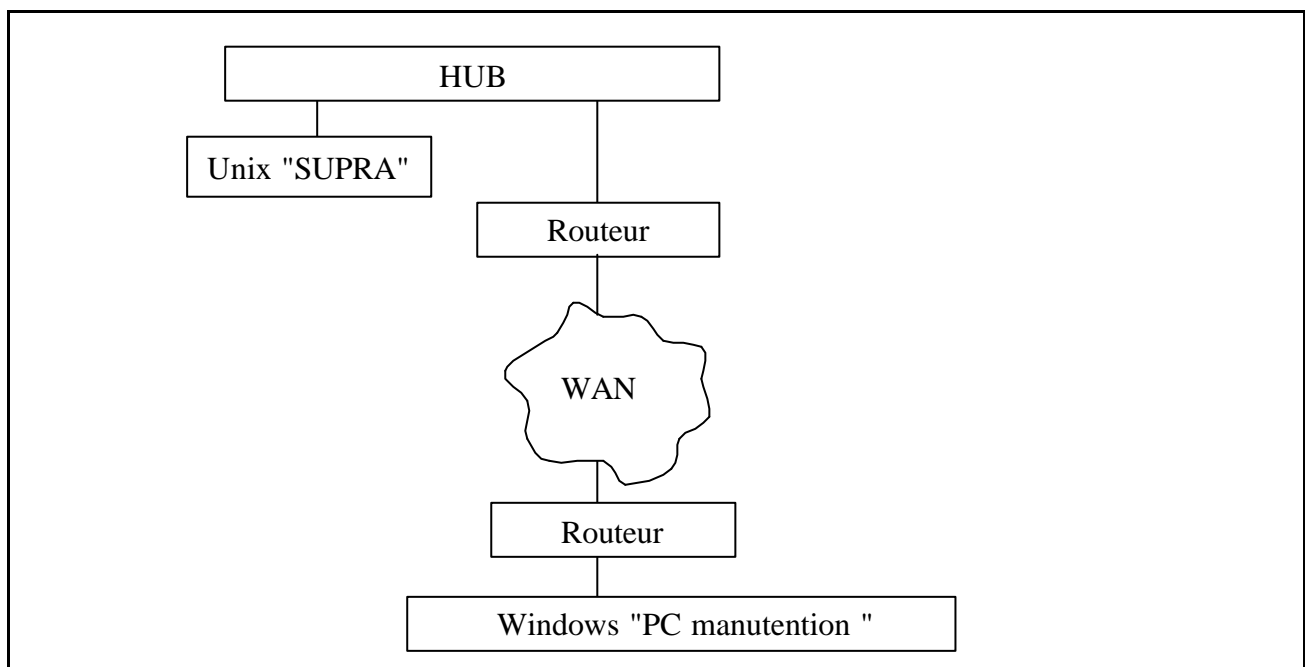 HUB
Unix "SUPRA"
Routeur
WAN
Routeur
Windows "PC manutention "